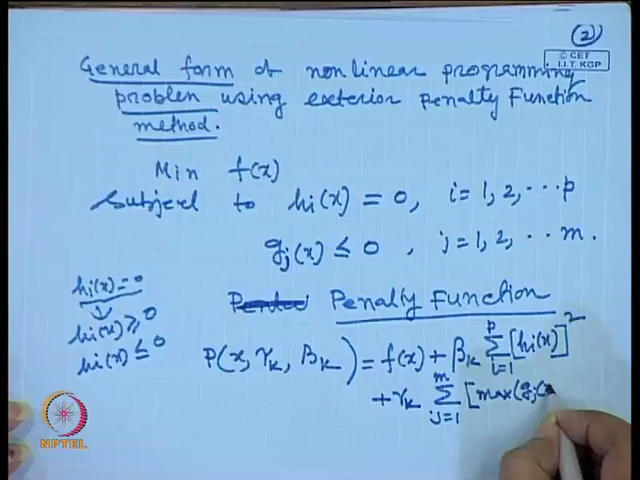 ②
© CET
I.I.T. KGP
General form of nonlinear programming
problem using exterior penalty Function
method.
Min f(x)
Subject to hi(x) = 0, i = 1, 2, ... p
gj(x) ≤ 0, j = 1, 2, .. m.
hi(x) = 0
hi(x) ≥ 0
hi(x) ≤ 0
Penalty Function
P(x, γk, βk) = f(x) + βk ∑_{i=1}^{p} [hi(x)]²
+ γk ∑_{j=1}^{m} [max(gj(x
NPTEL